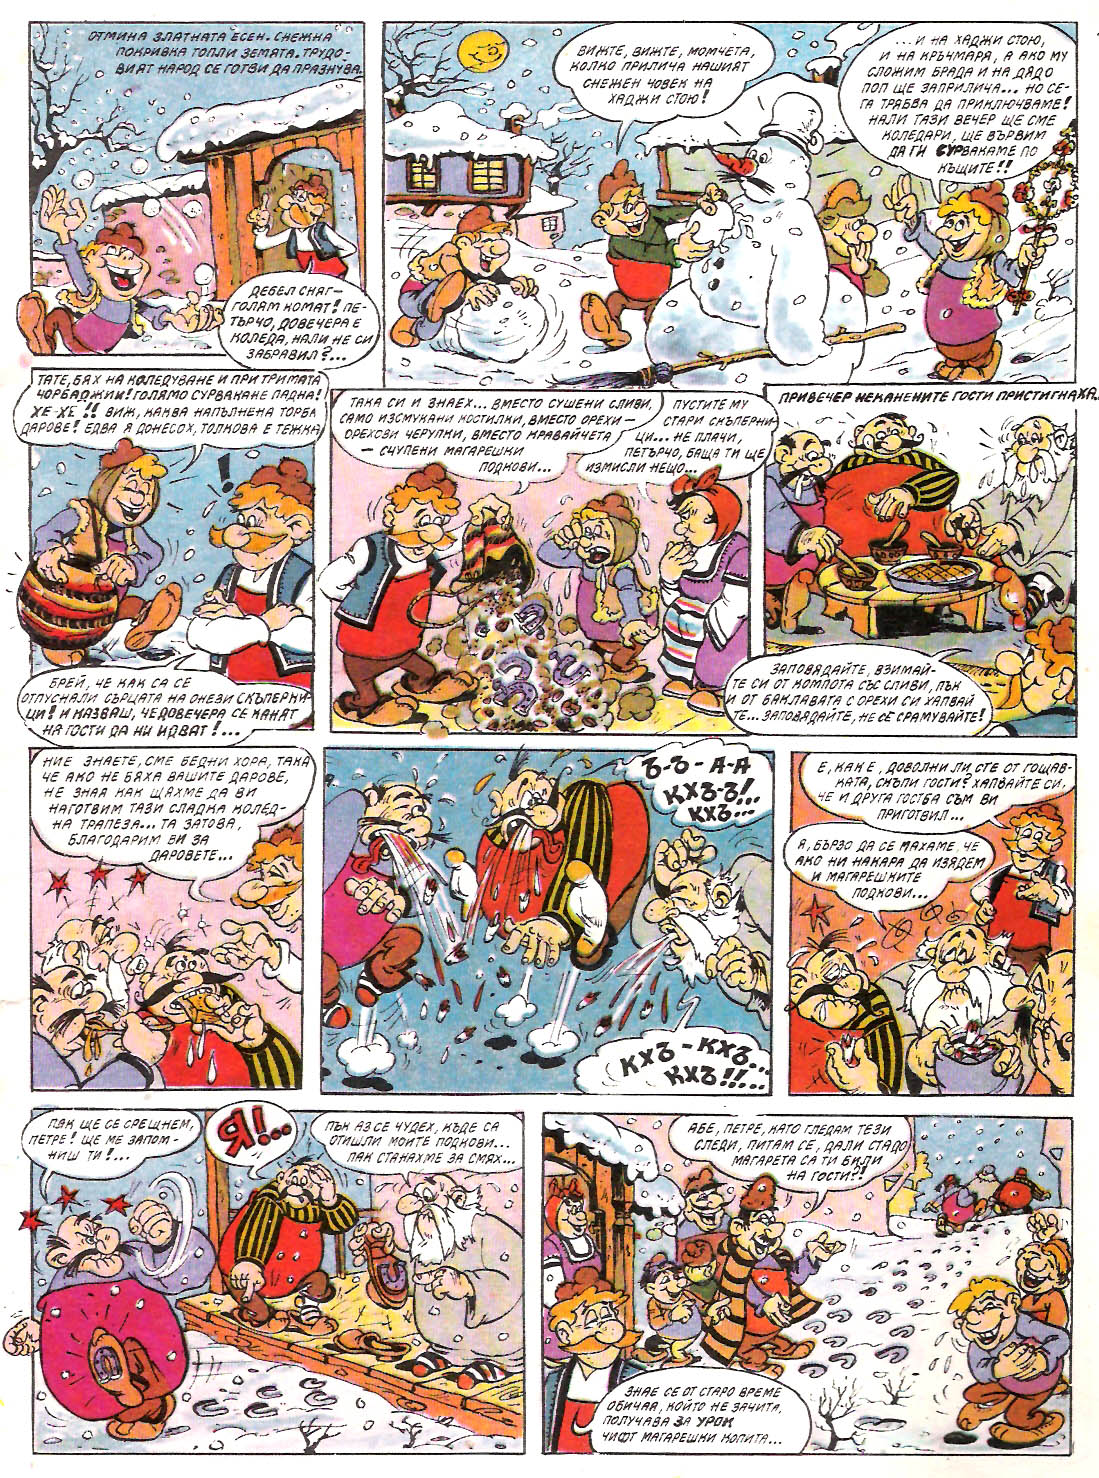 ОТМИНА ЗЛАТНАТА ЕСЕН. СНЕЖНА
ПОКРИВКА ТОПЛИ ЗЕМЯТА. ТРУДО-
ВИЯТ НАРОД СЕ ГОТВИ ДА ПРАЗНУВА.
ДЕБЕЛ СНЯГ-
ГОЛЯМ КОМАТ! ПЕ-
ТЪРЧО, ДОВЕЧЕРА Е
КОЛЕДА, НАЛИ НЕ СИ
ЗАБРАВИЛ?...
ВИЖТЕ, ВИЖТЕ, МОМЧЕТА,
КОЛКО ПРИЛИЧА НАШИЯТ
СНЕЖЕН ЧОВЕК НА
ХАДЖИ СТОЮ!
...И НА ХАДЖИ СТОЮ,
И НА КРЪЧМАРЯ, А АКО МУ
СЛОЖИМ БРАДА И НА ДЯДО
ПОП ЩЕ ЗАПРИЛИЧА... НО СЕ-
ГА ТРЯБВА ДА ПРИКЛЮЧВАМЕ!
НАЛИ ТАЗИ ВЕЧЕР ЩЕ СМЕ
КОЛЕДАРИ, ЩЕ ВЪРВИМ
ДА ГИ СУРВАКАМЕ ПО
КЪЩИТЕ!!
ТАТЕ, БЯХ НА КОЛЕДУВАНЕ И ПРИ ТРИМАТА
ЧОРБАДЖИИ! ГОЛЯМО СУРВАКАНЕ ПАДНА!
ХЕ-ХЕ!! ВИЖ, КАКВА НАПЪЛНЕНА ТОРБА
ДАРОВЕ! ЕДВА Я ДОНЕСОХ, ТОЛКОВА Е ТЕЖКА
!
БРЕЙ, ЧЕ КАК СА СЕ
ОТПУСНАЛИ СЪРЦАТА НА ОНЕЗИ СКЪПЕРНИ-
ЦИ! И КАЗВАШ, ЧЕ ДОВЕЧЕРА СЕ КАНЯТ
НА ГОСТИ ДА НИ ИДВАТ!...
ТАКА СИ И ЗНАЕХ... ВМЕСТО СУШЕНИ СЛИВИ,
САМО ИЗСМУКАНИ КОСТИЛКИ, ВМЕСТО ОРЕХИ-
ОРЕХОВИ ЧЕРУПКИ, ВМЕСТО КРАВАЙЧЕТА
- СЧУПЕНИ МАГАРЕШКИ
ПОДКОВИ...
ПУСТИТЕ МУ
СТАРИ СКЪПЕРНИ-
ЦИ... НЕ ПЛАЧИ,
ПЕТЪРЧО, БАЩА ТИ ЩЕ
ИЗМИСЛИ НЕЩО...
ПРИВЕЧЕР НЕКАНЕНИТЕ ГОСТИ ПРИСТИГНАХА..
ЗАПОВЯДАЙТЕ, ВЗИМАЙ-
ТЕ СИ ОТ КОМПОТА СЪС СЛИВИ, ПЪК
И ОТ БАКЛАВАТА С ОРЕХИ СИ ХАПВАЙ
ТЕ... ЗАПОВЯДАЙТЕ, НЕ СЕ СРАМУВАЙТЕ!
НИЕ ЗНАЕТЕ, СМЕ БЕДНИ ХОРА, ТАКА
ЧЕ АКО НЕ БЯХА ВАШИТЕ ДАРОВЕ,
НЕ ЗНАЯ КАК ЩЯХМЕ ДА ВИ
НАГОТВИМ ТАЗИ СЛАДКА КОЛЕД-
НА ТРАПЕЗА... ТА ЗАТОВА,
БЛАГОДАРИМ ВИ ЗА
ДАРОВЕТЕ...
Ъ-Ъ-А-А
КХЪ-Ъ!..
КХЪ...
КХЪ-КХЪ..
КХЪ!!...
Е, КАКЕ, ДОВОЛНИ ЛИ СТЕ ОТ ГОЩАВ-
КАТА, СКЪПИ ГОСТИ? ХАПВАЙТЕ СИ,
ЧЕ И ДРУГА ГОСТБА СЪМ ВИ
ПРИГОТВИЛ...
Я, БЪРЗО ДА СЕ МАХАМЕ, ЧЕ
АКО НИ НАКАРА ДА ИЗЯДЕМ
И МАГАРЕШКИТЕ
ПОДКОВИ...
ПАК ЩЕ СЕ СРЕЩНЕМ,
ПЕТРЕ! ЩЕ МЕ ЗАПОМ-
НИШ ТИ!...
Я!...
ПЪК АЗ СЕ ЧУДЕХ, КЪДЕ СА
ОТИШЛИ МОИТЕ ПОДКОВИ...
ПАК СТАНАХМЕ ЗА СМЯХ...
АБЕ, ПЕТРЕ, КАТО ГЛЕДАМ ТЕЗИ
СЛЕДИ, ПИТАМ СЕ, ДАЛИ СТАДО
МАГАРЕТА СА ТИ БИЛИ
НА ГОСТИ?!
ЗНАЕ СЕ ОТ СТАРО ВРЕМЕ
ОБИЧАЯ, КОЙТО НЕ ЗАЧИТА,
ПОЛУЧАВА ЗА УРОК
ЧИФТ МАГАРЕШКИ КОПИТА...